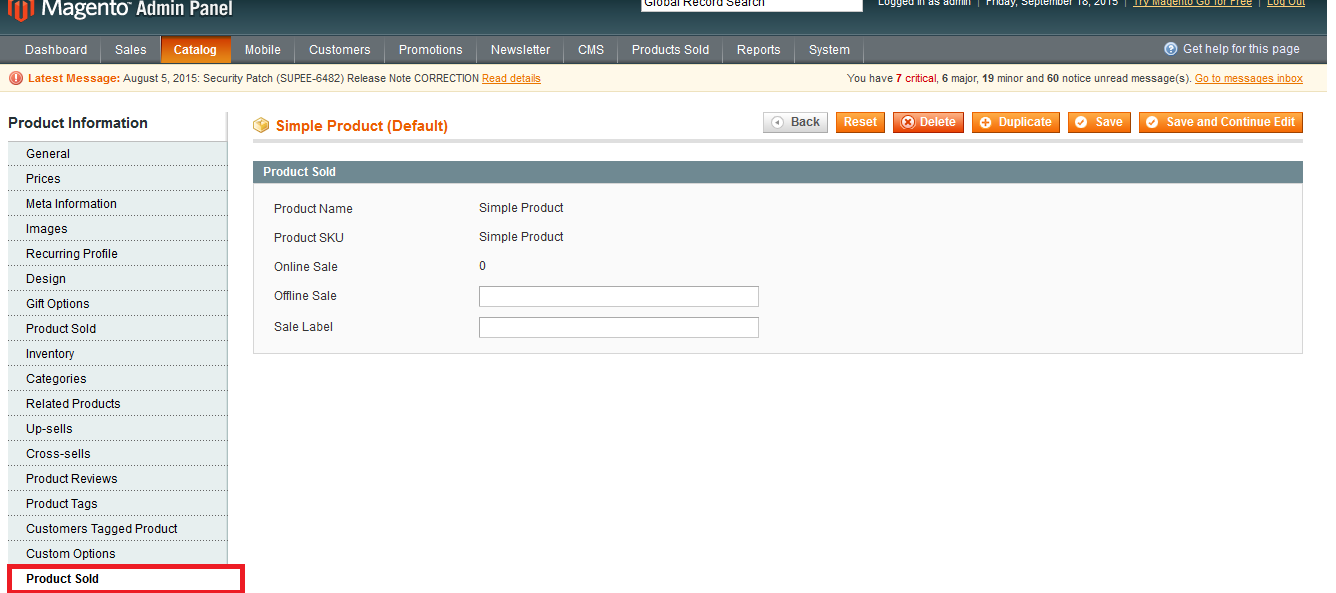 Magento Admin Panel
Global Record Search
Logged in as admin | Friday, September 18, 2015 | Try Magento Go for Free | Log Out
Dashboard Sales Catalog Mobile Customers Promotions Newsletter CMS Products Sold Reports System Get help for this page
Latest Message: August 5, 2015: Security Patch (SUPEE-6482) Release Note CORRECTION Read details You have 7 critical, 6 major, 19 minor and 60 notice unread message(s). Go to messages inbox
Product Information
General
Prices
Meta Information
Images
Recurring Profile
Design
Gift Options
Product Sold
Inventory
Categories
Related Products
Up-sells
Cross-sells
Product Reviews
Product Tags
Customers Tagged Product
Custom Options
Product Sold
Simple Product (Default)
Back Reset Delete Duplicate Save Save and Continue Edit
Product Sold
Product Name Simple Product
Product SKU Simple Product
Online Sale 0
Offline Sale
Sale Label